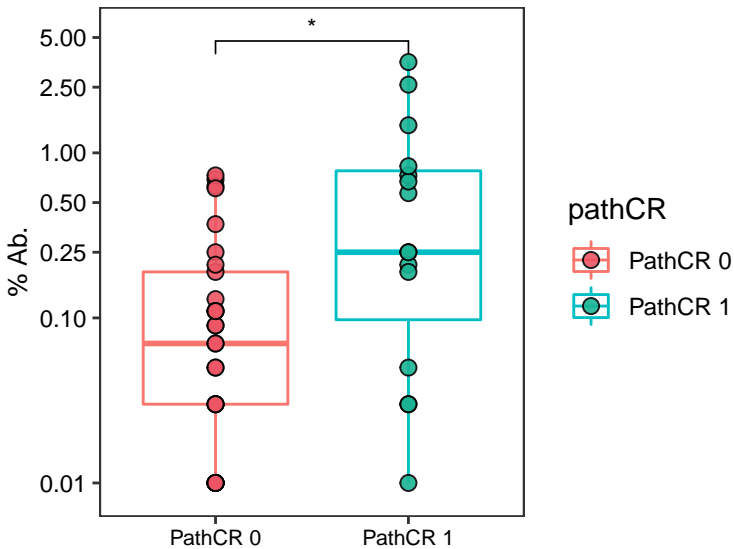 *
5.00
2.50
1.00
0.50
0.25
0.10
0.01
% Ab.
PathCR 0
PathCR 1
pathCR
PathCR 0
PathCR 1